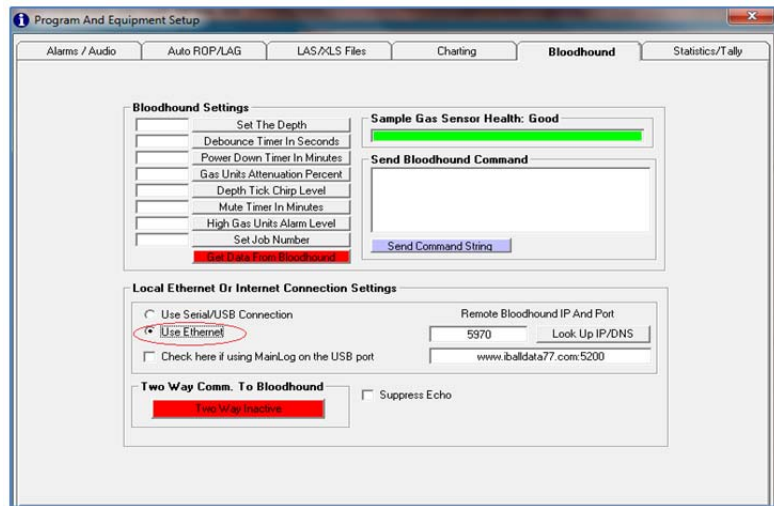 Program And Equipment Setup
Alarms / Audio
Auto ROP/LAG
LAS/XLS Files
Charting
Bloodhound
Statistics/Tally
Bloodhound Settings
Set The Depth
Debounce Timer In Seconds
Power Down Timer In Minutes
Gas Units Attenuation Percent
Depth Tick Chirp Level
Mute Timer In Minutes
High Gas Units Alarm Level
Set Job Number
Get Data From Bloodhound
Sample Gas Sensor Health: Good
Send Bloodhound Command
Send Command String
Local Ethernet Or Internet Connection Settings
Use Serial/USB Connection
Use Ethernet
Check here if using MainLog on the USB port
Remote Bloodhound IP And Port
5970
Look Up IP/DNS
www.iballdata77.com:5200
Two Way Comm. To Bloodhound
Two Way Inactive
Suppress Echo